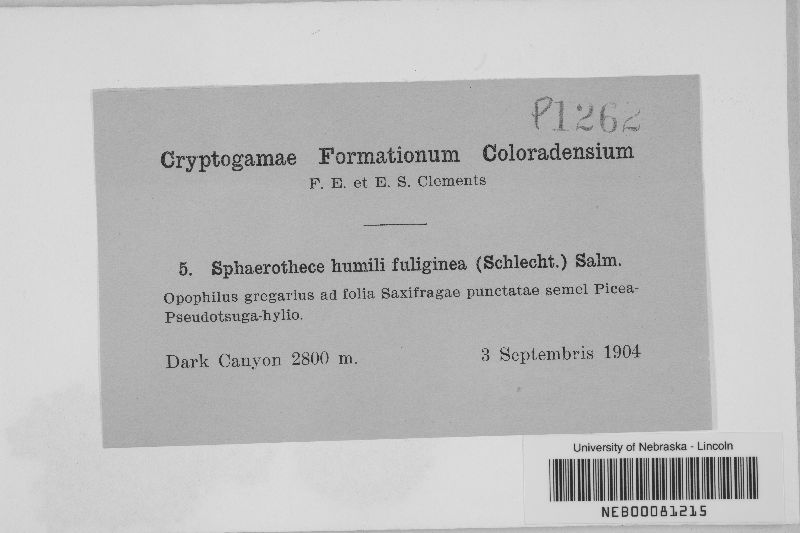 P1262
Cryptogamae Formationum Coloradensium
F. E. et E. S. Clements
5. Sphaerothece humili fuliginea (Schlecht.) Salm.
Opophilus gregarius ad folia Saxifragae punctatae semel Picea-
Pseudotsuga-hylio.
Dark Canyon 2800 m. 3 Septembris 1904
University of Nebraska - Lincoln
NEB00081215